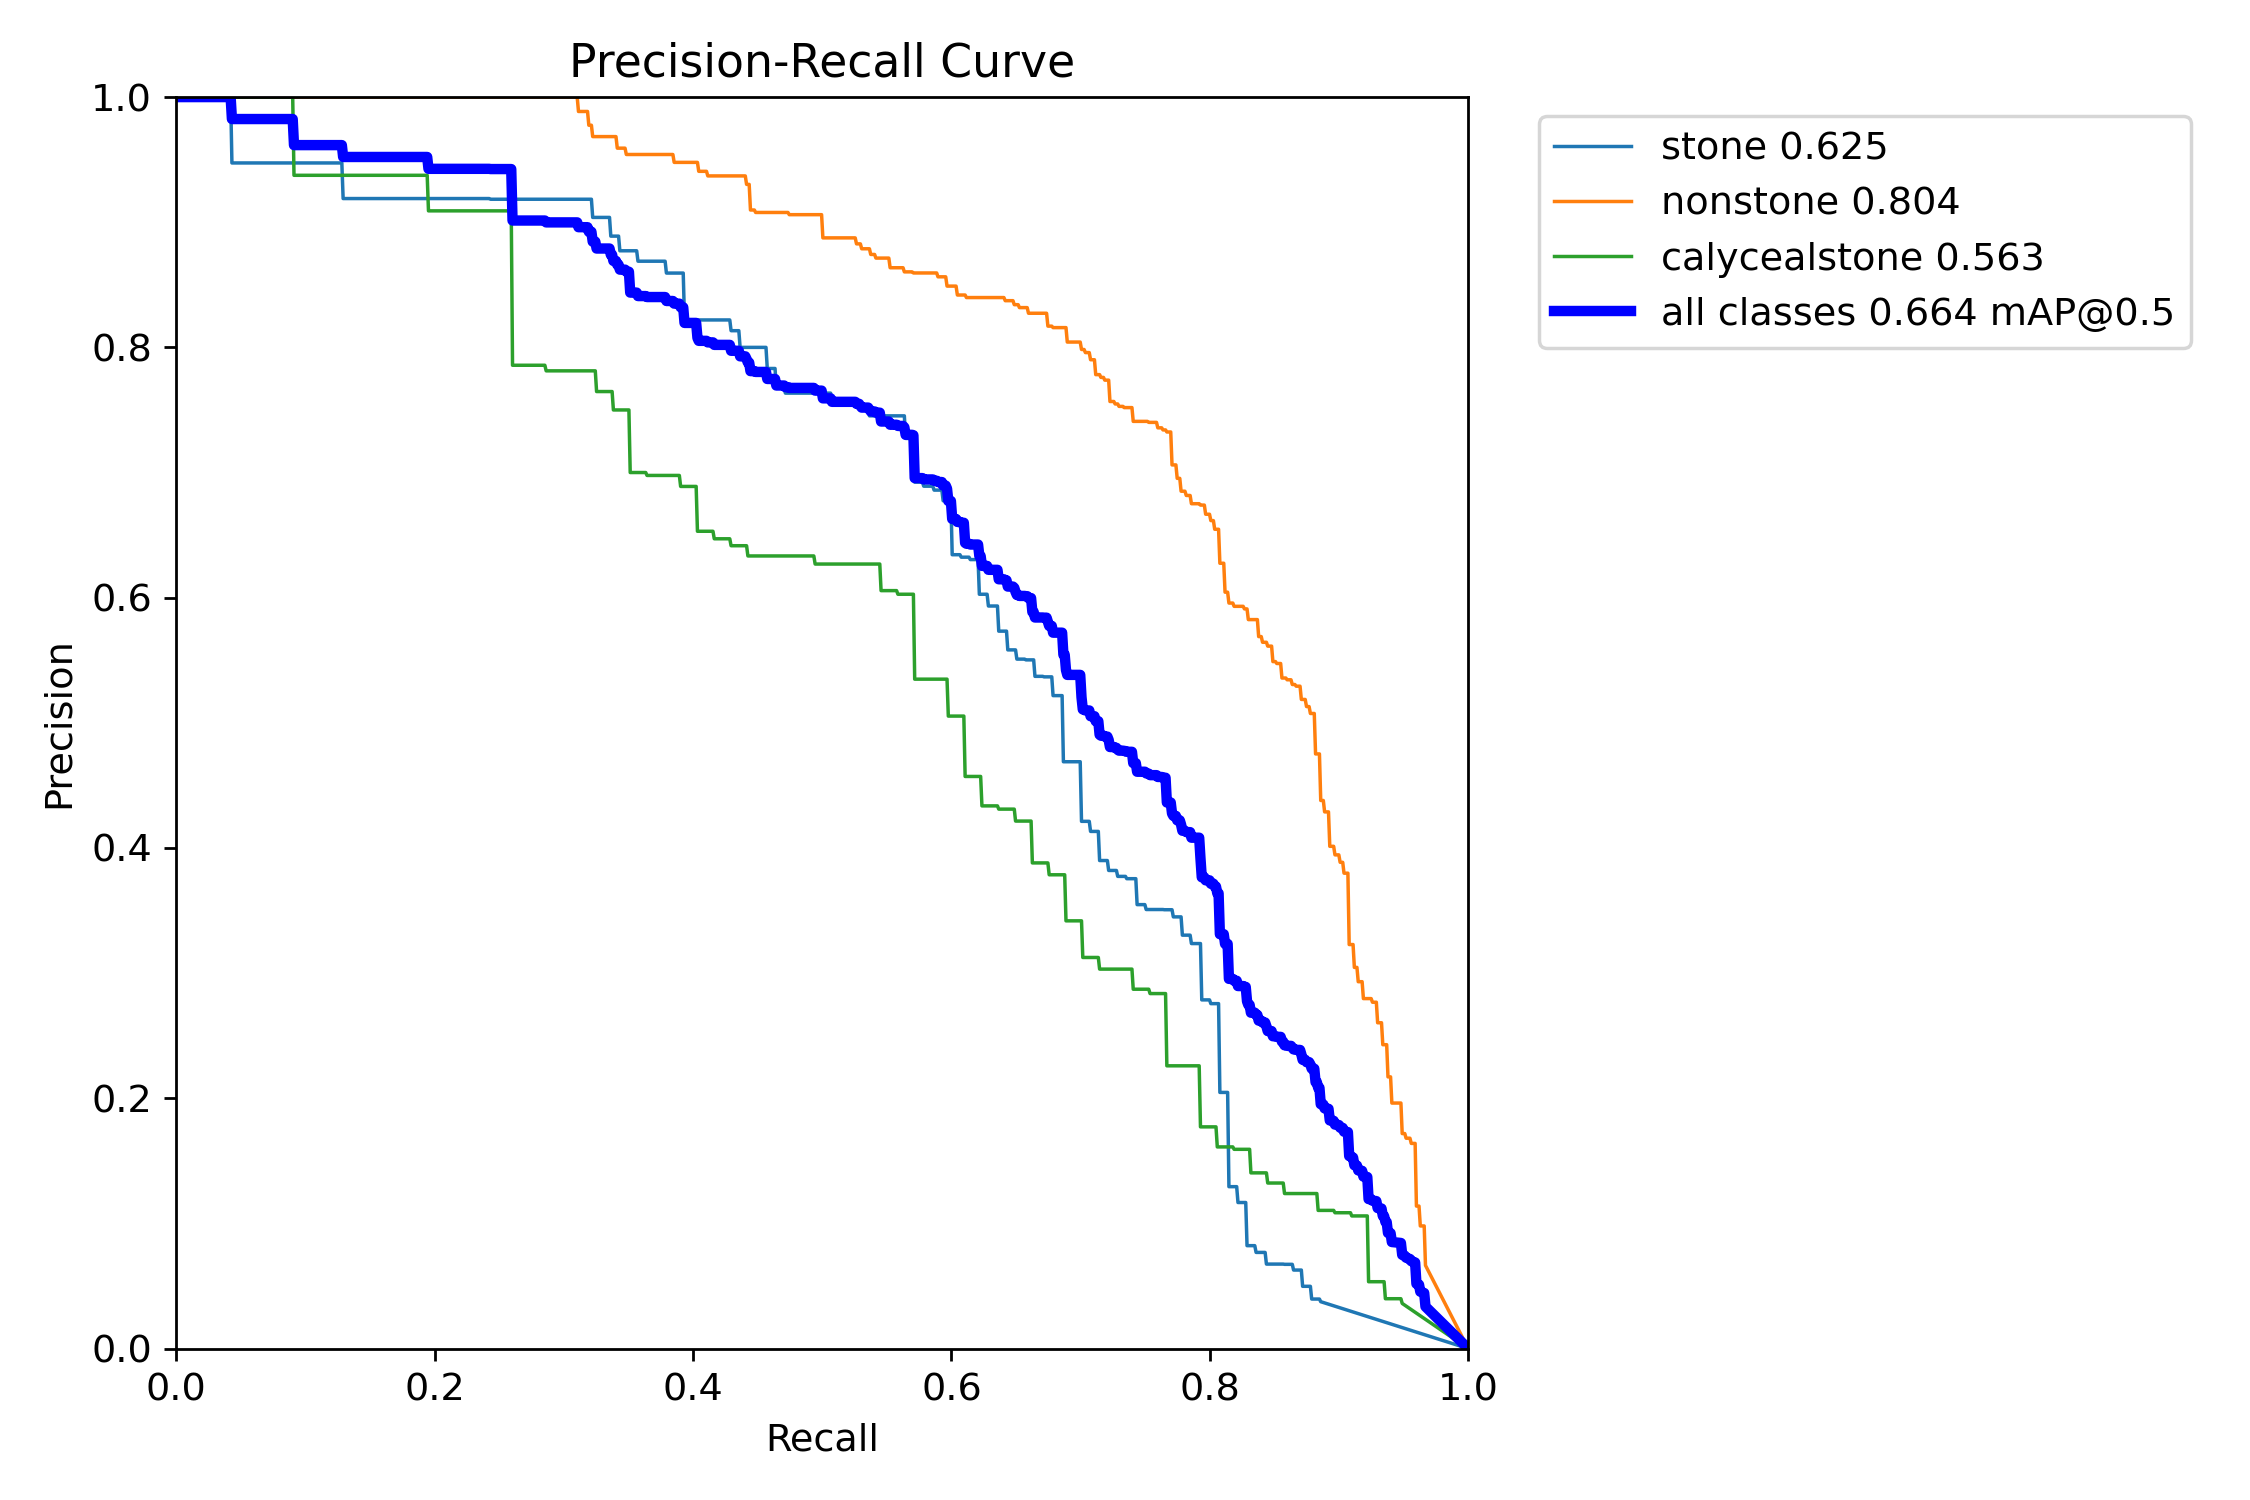 Precision-Recall Curve
1.0
0.8
0.6
0.4
0.2
0.0
Precision
0.0 0.2 0.4 0.6 0.8 1.0
Recall
stone 0.625
nonstone 0.804
calycealstone 0.563
all classes 0.664 mAP@0.5